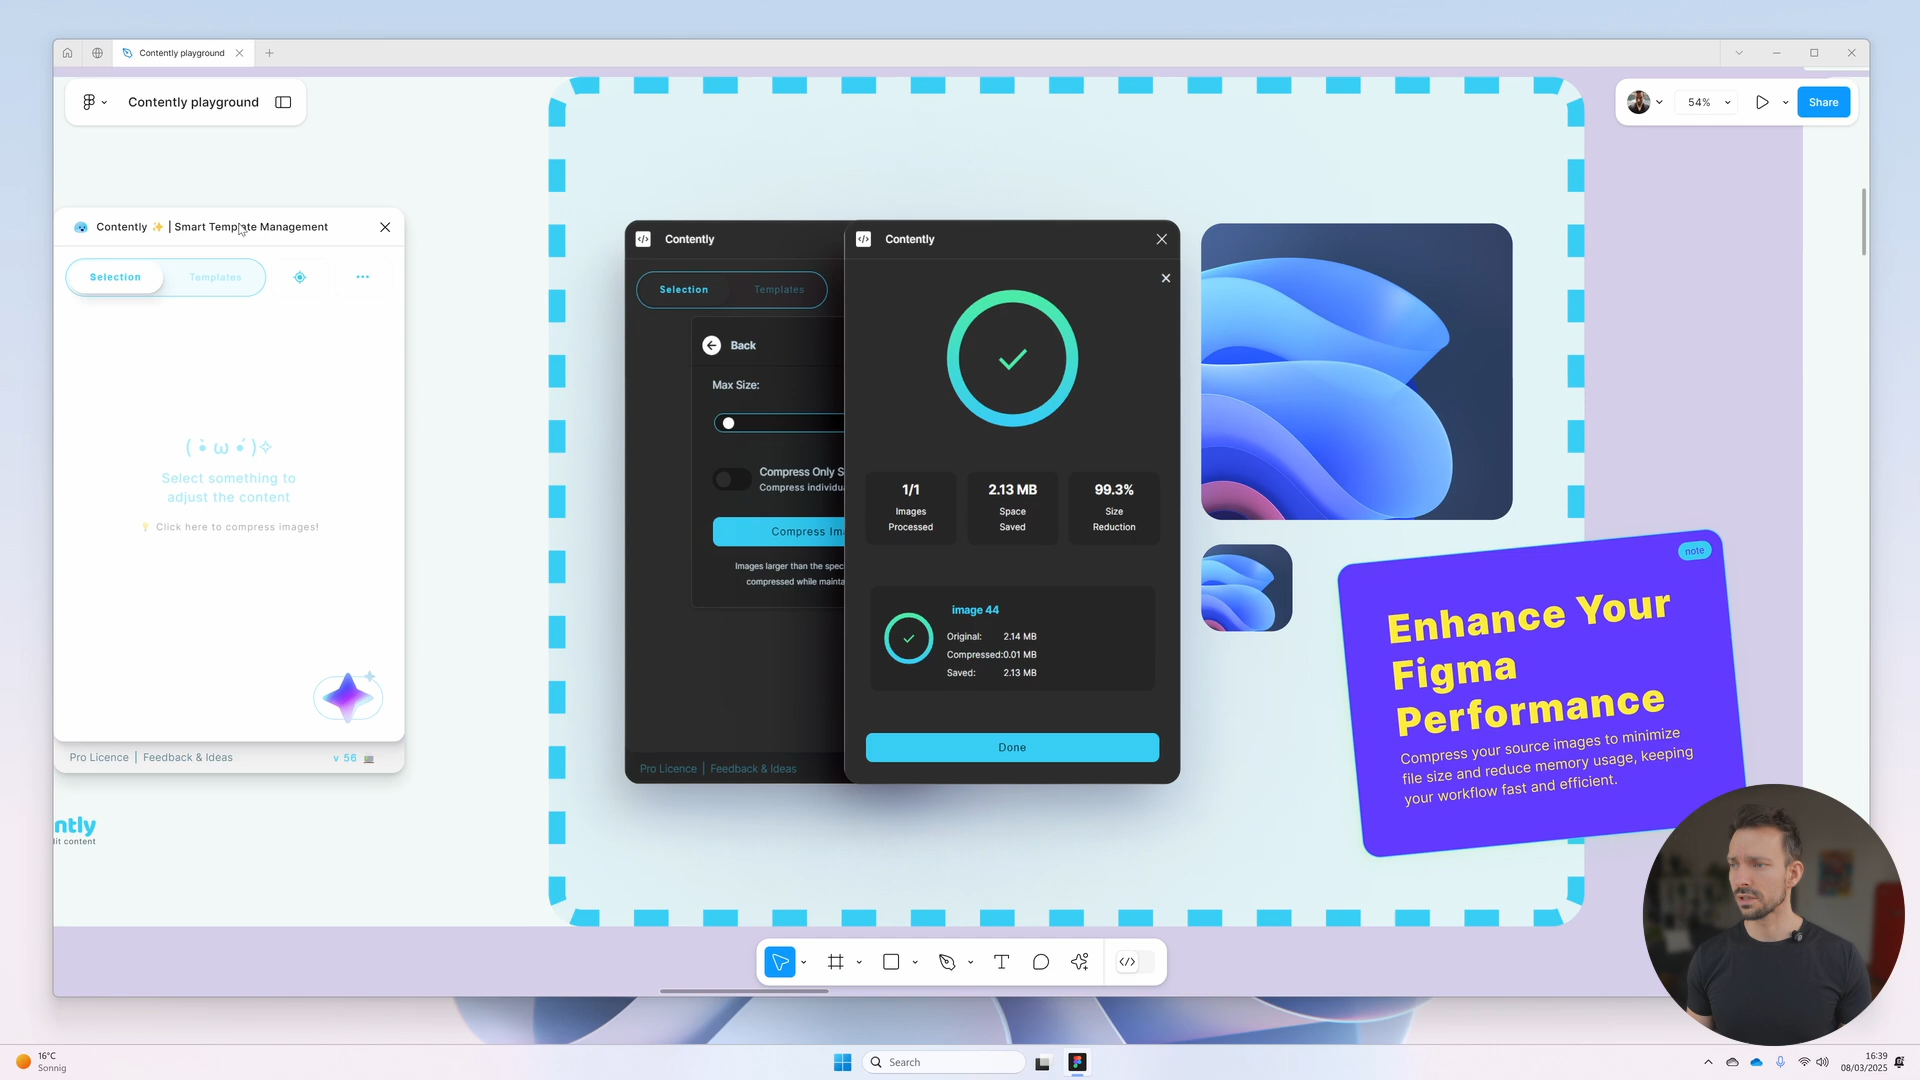 Contently playground
Contently playground
54%
Share
Contently ✨ | Smart Template Management
Selection
Templates
( •̀ ω •́ )✧
Select something to
adjust the content
💡 Click here to compress images!
Pro Licence | Feedback & Ideas
v 56
ntly
lit content
Contently
Selection
Templates
Back
Max Size:
Compress Only S
Compress individua
Compress Ima
Images larger than the spec
compressed while mainta
Pro Licence | Feedback & Ideas
Contently
1/1
Images
Processed
2.13 MB
Space
Saved
99.3%
Size
Reduction
image 44
Original: 2.14 MB
Compressed: 0.01 MB
Saved: 2.13 MB
Done
note
Enhance Your
Figma
Performance
Compress your source images to minimize
file size and reduce memory usage, keeping
your workflow fast and efficient.
16°C
Sonnig
Search
16:39
08/03/2025